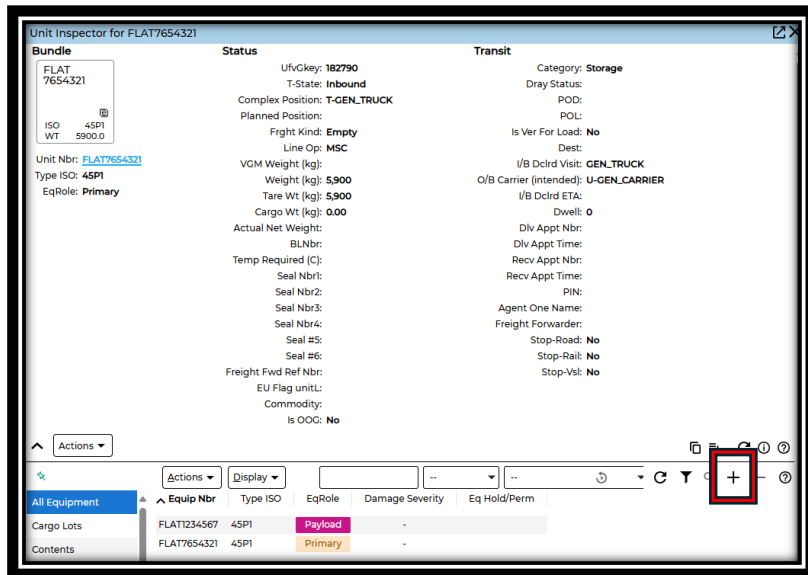 Unit Inspector for FLAT7654321
Bundle
FLAT
7654321
ISO 45P1
WT 5900.0
Unit Nbr: FLAT7654321
Type ISO: 45P1
EqRole: Primary
Status
UfvGkey: 182790
T-State: Inbound
Complex Position: T-GEN_TRUCK
Planned Position:
Frght Kind: Empty
Line Op: MSC
VGM Weight (kg):
Weight (kg): 5,900
Tare Wt (kg): 5,900
Cargo Wt (kg): 0.00
Actual Net Weight:
BLNbr:
Temp Required (C):
Seal Nbr1:
Seal Nbr2:
Seal Nbr3:
Seal Nbr4:
Seal #5:
Seal #6:
Freight Fwd Ref Nbr:
EU Flag unitL:
Commodity:
Is OOG: No
Transit
Category: Storage
Dray Status:
POD:
POL:
Is Ver For Load: No
Dest:
I/B Dclrd Visit: GEN_TRUCK
O/B Carrier (intended): U-GEN_CARRIER
I/B Dclrd ETA:
Dwell: 0
Dlv Appt Nbr:
Dlv Appt Time:
Recv Appt Nbr:
Recv Appt Time:
PIN:
Agent One Name:
Freight Forwarder:
Stop-Road: No
Stop-Rail: No
Stop-Vsl: No
Actions
Actions Display -- --
All Equipment
Cargo Lots
Contents
Equip Nbr Type ISO EqRole Damage Severity Eq Hold/Perm
FLAT1234567 45P1 Payload -
FLAT7654321 45P1 Primary -